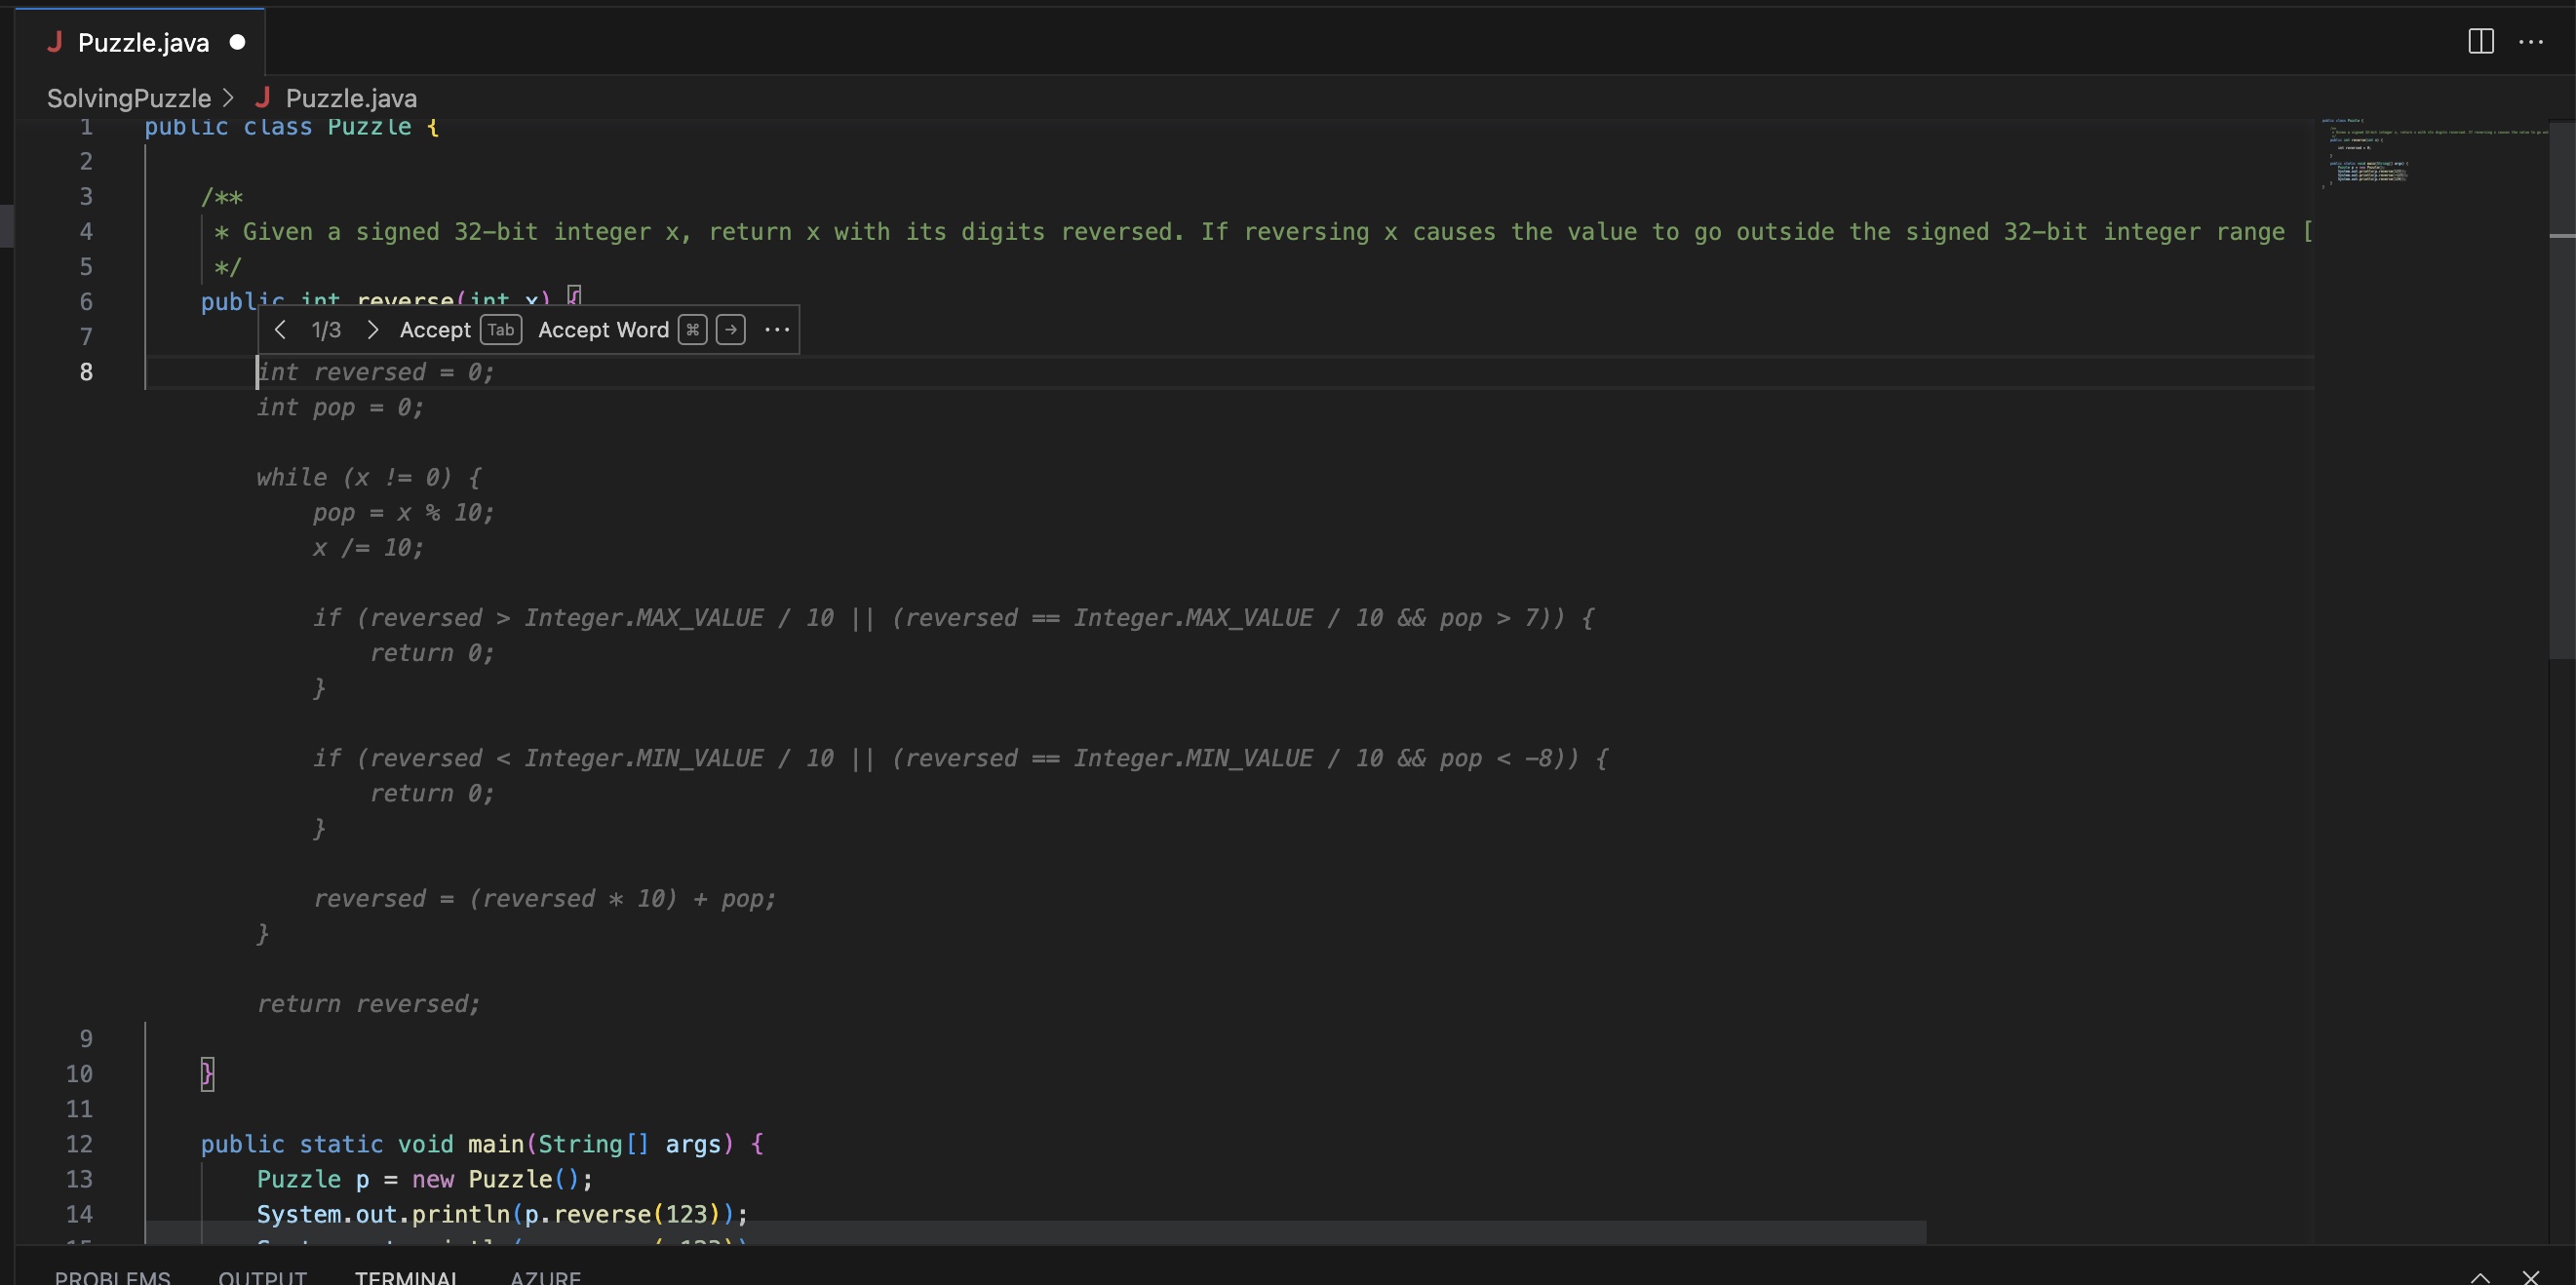 Puzzle.java
SolvingPuzzle > Puzzle.java
1 public class Puzzle {
2
3 /**
4 * Given a signed 32-bit integer x, return x with its digits reversed. If reversing x causes the value to go outside the signed 32-bit integer range [
5 */
6 public int reverse(int x) {
< 1/3 > Accept Tab Accept Word ⌘ → ···
7
8 int reversed = 0;
int pop = 0;
while (x != 0) {
pop = x % 10;
x /= 10;
if (reversed > Integer.MAX_VALUE / 10 || (reversed == Integer.MAX_VALUE / 10 && pop > 7)) {
return 0;
}
if (reversed < Integer.MIN_VALUE / 10 || (reversed == Integer.MIN_VALUE / 10 && pop < -8)) {
return 0;
}
reversed = (reversed * 10) + pop;
}
return reversed;
9
10 }
11
12 public static void main(String[] args) {
13 Puzzle p = new Puzzle();
14 System.out.println(p.reverse(123));
15
PROBLEMS OUTPUT TERMINAL AZURE